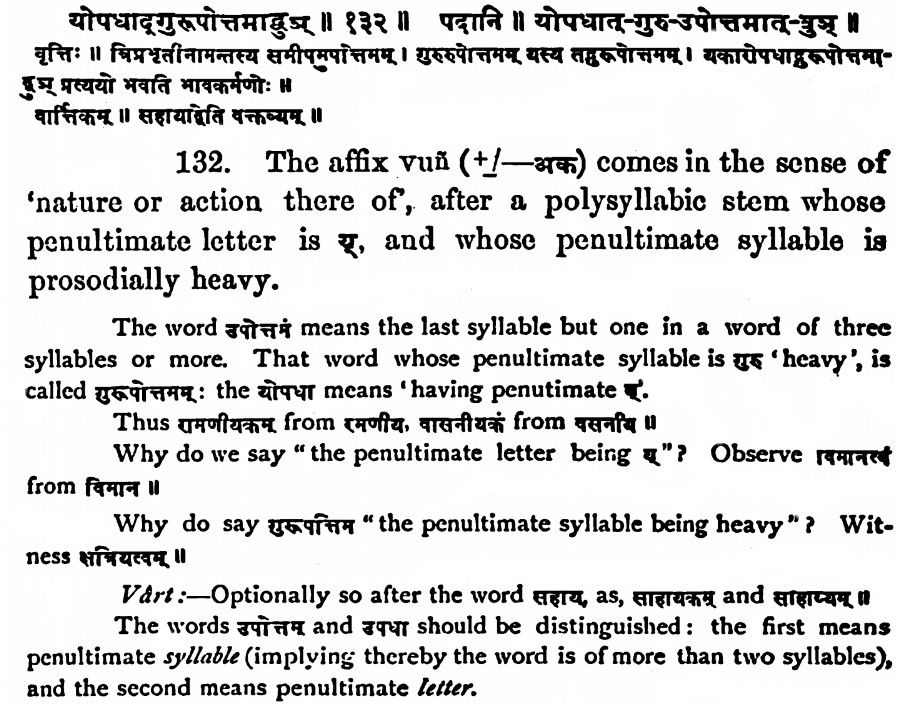 योपधाद्गुरूपोत्तमाद्वुञ् ॥ १३२ ॥ पदानि ॥ योपधात्-गुरु-उपोत्तमात्-वुञ् ॥
वृत्तिः ॥ त्रिप्रभृतीनामन्तस्य समीपमुपोत्तमम् । गुरुरुपोत्तमम् यस्य तद्गुरूपोत्तमम् । यकारोपधाद्गुरूपोत्तमा-
द्वुञ् प्रत्ययो भवति भावकर्मणोः ॥
वार्त्तिकम् ॥ सहायाद्वेति वक्तव्यम् ॥
132. The affix vuñ (+/—अक) comes in the sense of
‘nature or action there of’, after a polysyllabic stem whose
penultimate letter is य्, and whose penultimate syllable is
prosodially heavy.
The word उपोत्तमं means the last syllable but one in a word of three
syllables or more. That word whose penultimate syllable is गुरु ‘heavy’, is
called गुरूपोत्तमम्: the योपधा means ‘having penutimate य्’.
Thus रामणीयकम् from रमणीय, वासनीयकं from वसनीय ॥
Why do we say “the penultimate letter being य्”? Observe विमानत्वं
from विमान ॥
Why do say गुरूपत्तिम “the penultimate syllable being heavy”? Wit-
ness क्षत्रियत्वम् ॥
Vârt:—Optionally so after the word सहाय, as, साहायकम् and साहाय्यम् ॥
The words उपोत्तम and उपधा should be distinguished: the first means
penultimate syllable (implying thereby the word is of more than two syllables),
and the second means penultimate letter.